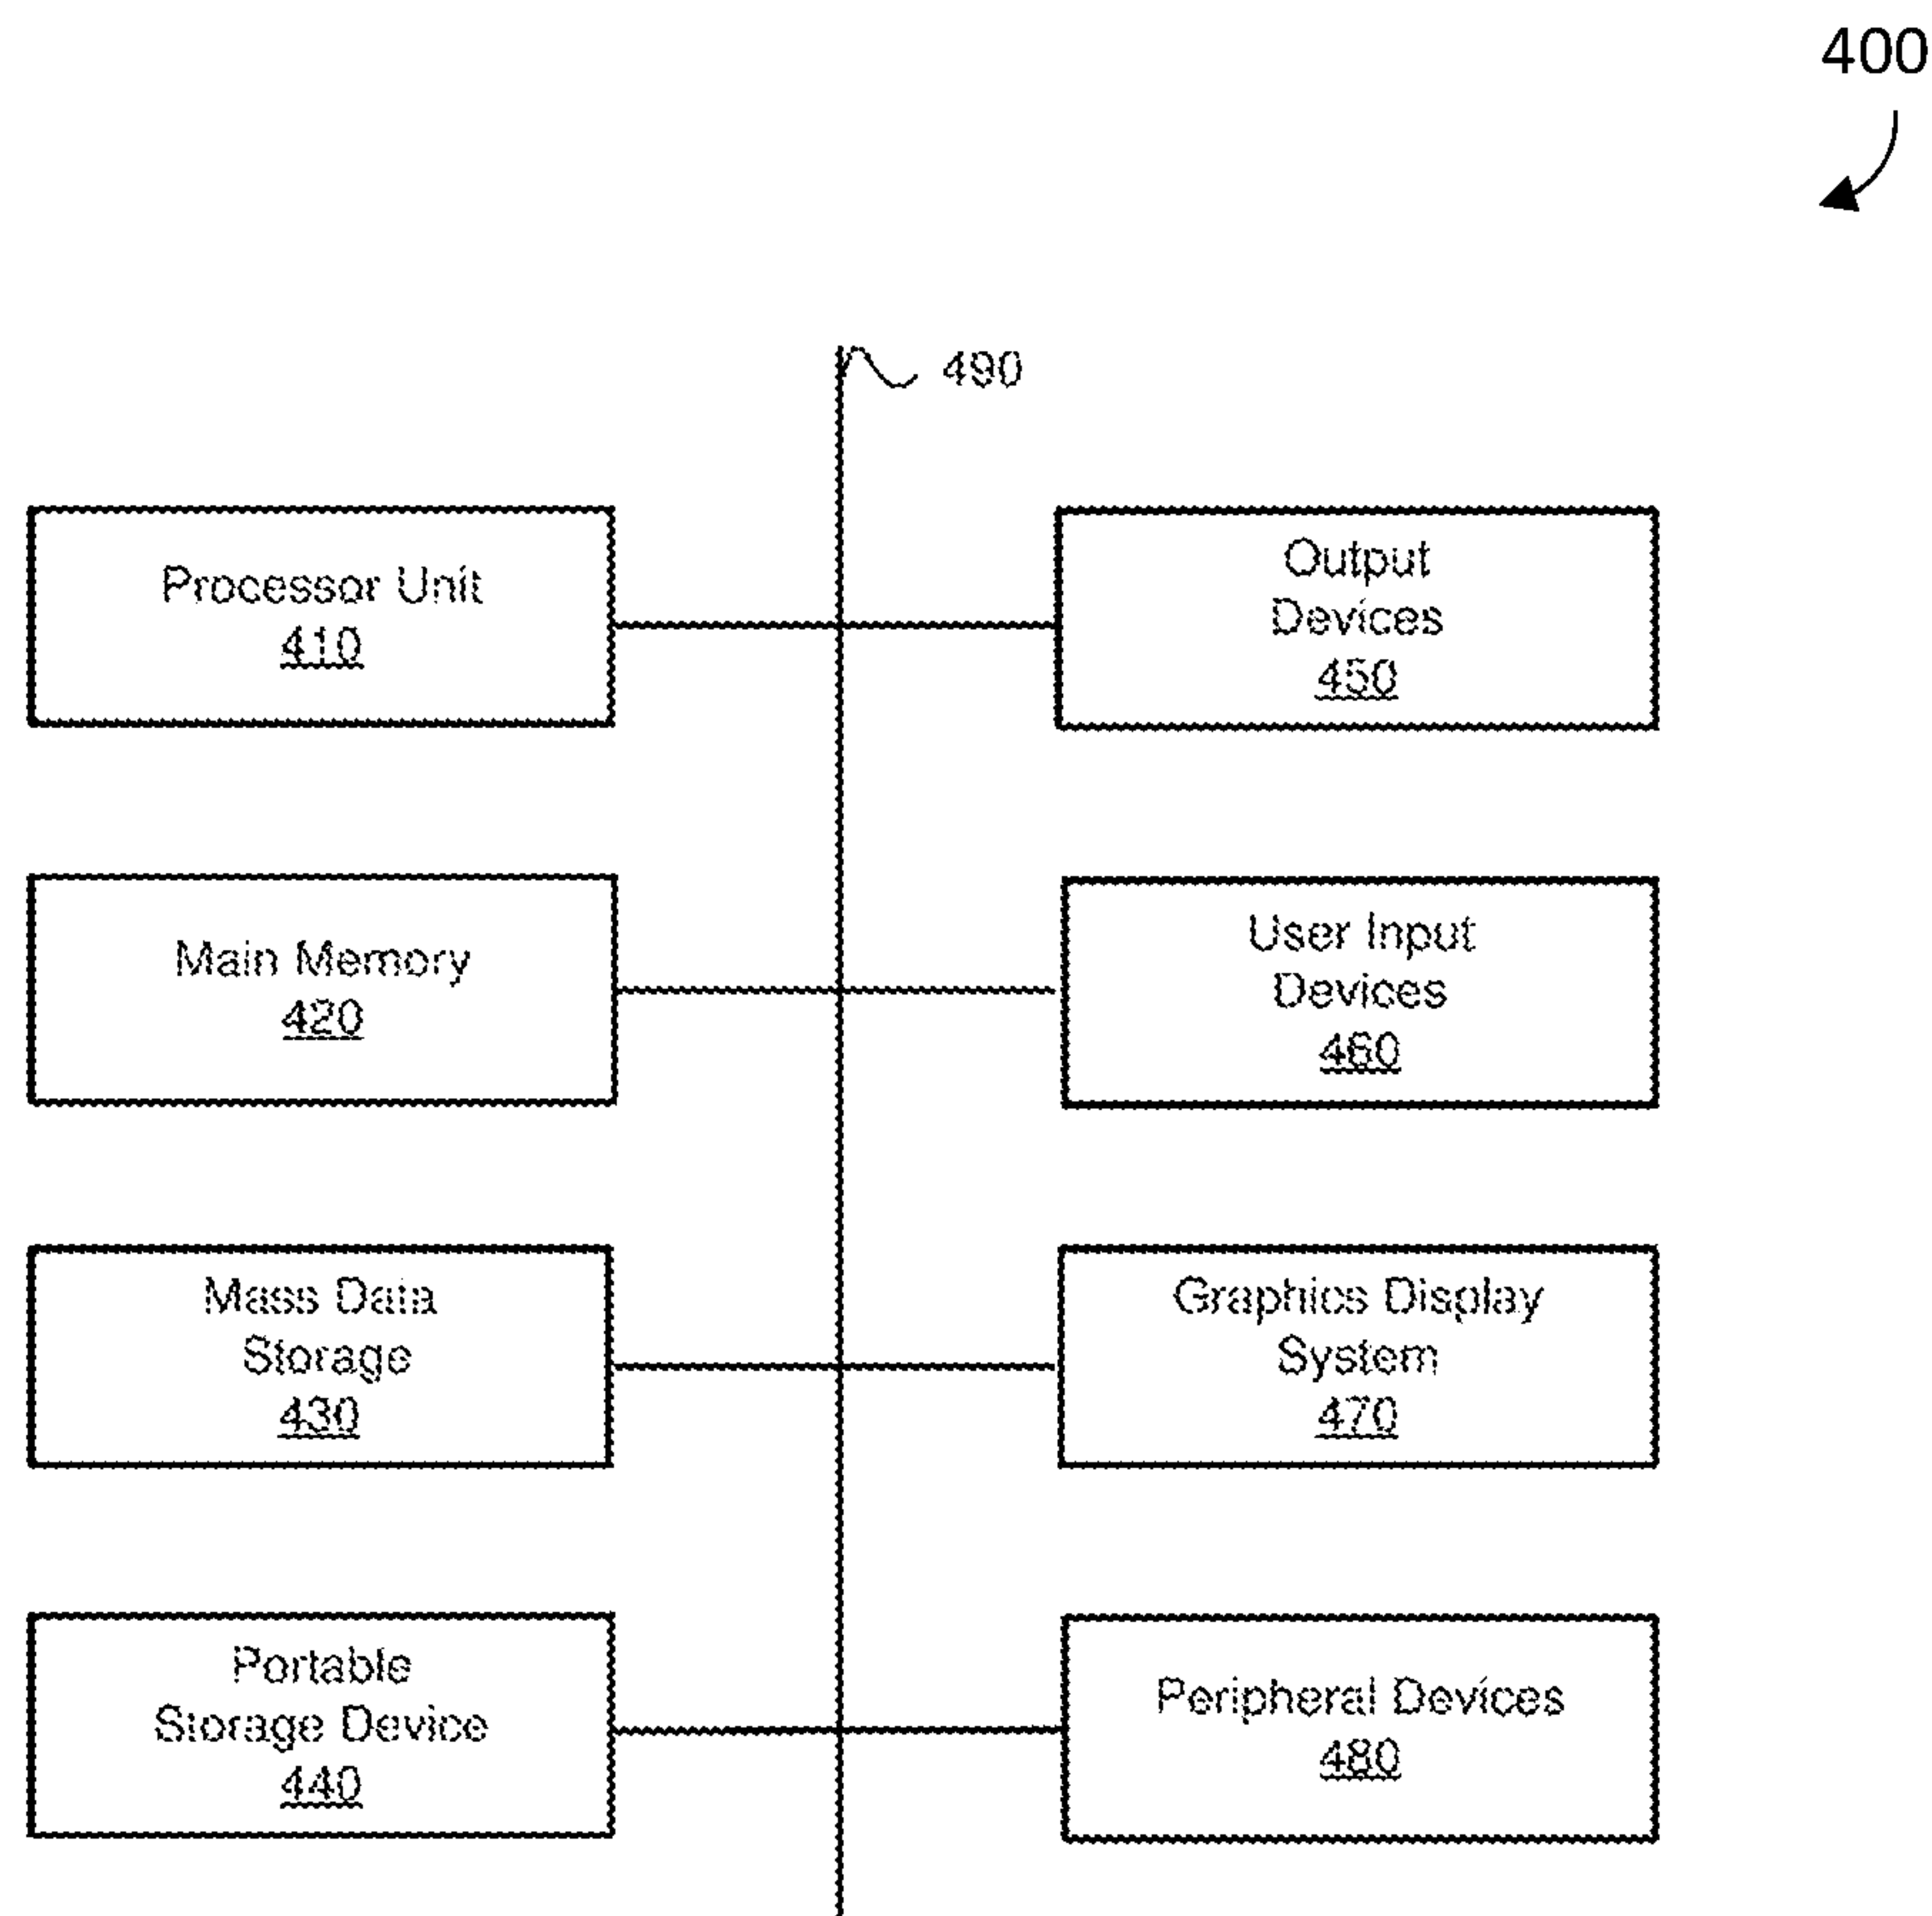 400
490
Processor Unit
410
Output
Devices
450
Main Memory
420
User Input
Devices
460
Mass Data
Storage
430
Graphics Display
System
470
Portable
Storage Device
440
Peripheral Devices
480